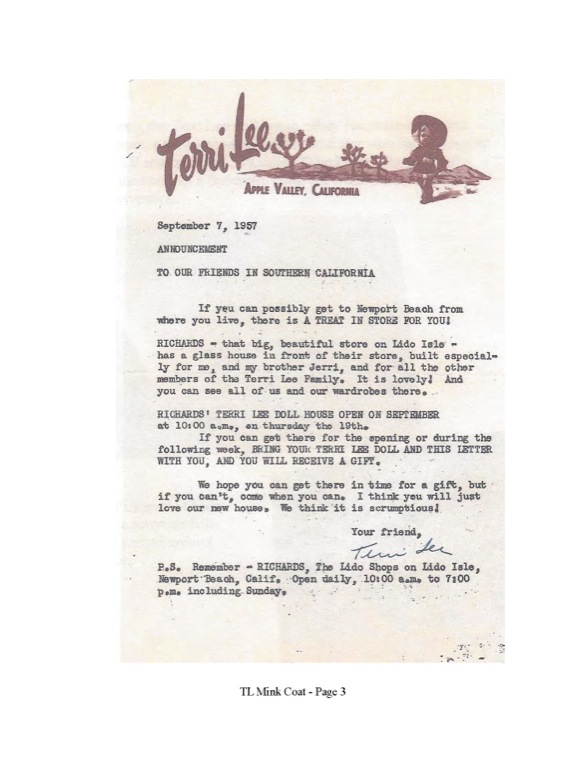 Terri Lee
APPLE VALLEY, CALIFORNIA
September 7, 1957
ANNOUNCEMENT
TO OUR FRIENDS IN SOUTHERN CALIFORNIA
If you can possibly get to Newport Beach from
where you live, there is A TREAT IN STORE FOR YOU!
RICHARDS - that big, beautiful store on Lido Isle -
has a glass house in front of their store, built especial-
ly for me, and my brother Jerri, and for all the other
members of the Terri Lee Family. It is lovely! And
you can see all of us and our wardrobes there.
RICHARDS' TERRI LEE DOLL HOUSE OPEN ON SEPTEMBER
at 10:00 a.m., on thursday the 19th.
If you can get there for the opening or during the
following week, BRING YOUR TERRI LEE DOLL AND THIS LETTER
WITH YOU, AND YOU WILL RECEIVE A GIFT.
We hope you can get there in time for a gift, but
if you can't, come when you can. I think you will just
love our new house. We think it is scrumptious!
Your friend,
Terri Lee
P.S. Remember - RICHARDS, The Lido Shops on Lido Isle,
Newport Beach, Calif. Open daily, 10:00 a.m. to 7:00
p.m. including Sunday.
TL Mink Coat - Page 3